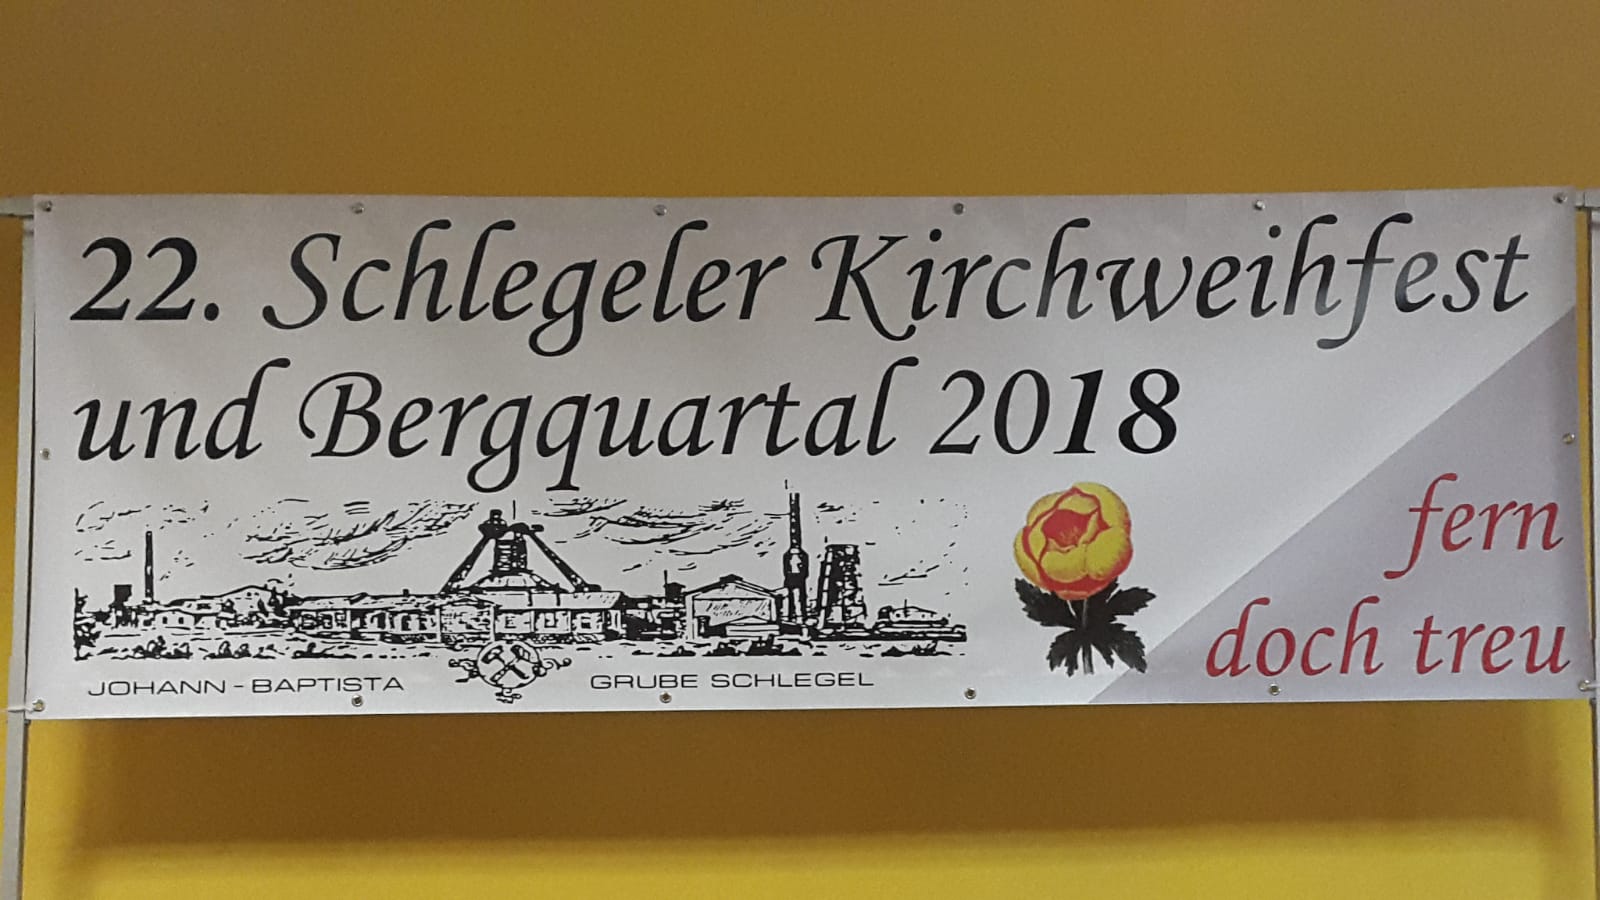 22. Schlegeler Kirchweihfest
und Bergquartal 2018
fern
doch treu
JOHANN - BAPTISTA GRUBE SCHLEGEL